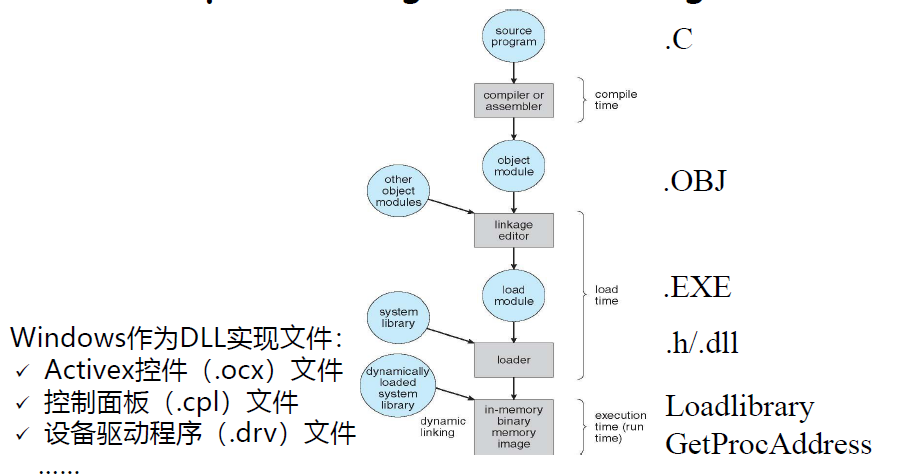 source
program
.C
compiler or
assembler
compile
time
object
module
.OBJ
other
object
modules
linkage
editor
load
module
load
time
.EXE
system
library
loader
.h/.dll
dynamically
loaded
system
library
dynamic
linking
in-memory
binary
memory
image
execution
time (run
time)
Loadlibrary
GetProcAddress
Windows作为DLL实现文件：
✓ Activex控件（.ocx）文件
✓ 控制面板（.cpl）文件
✓ 设备驱动程序（.drv）文件
……